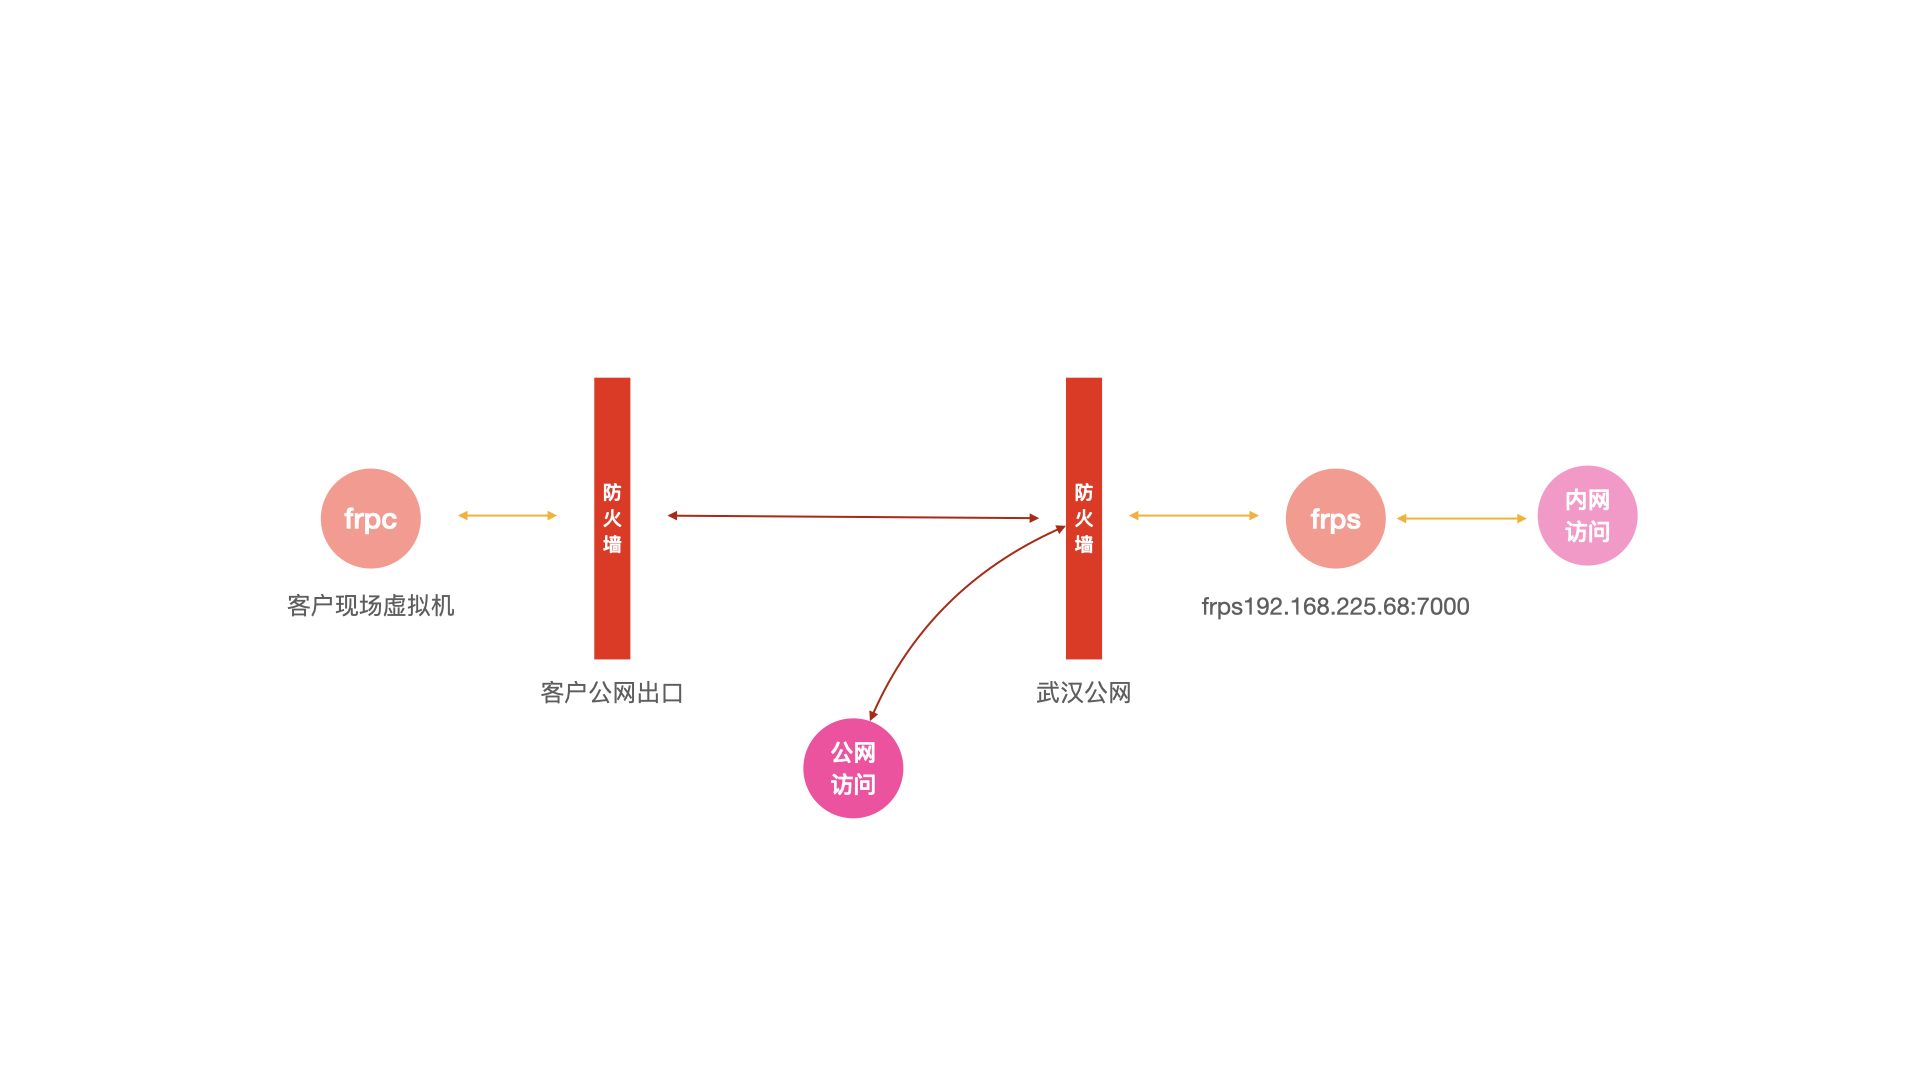 frpc
客户现场虚拟机
防
火
墙
客户公网出口
公网
访问
防
火
墙
武汉公网
frps
frps192.168.225.68:7000
内网
访问